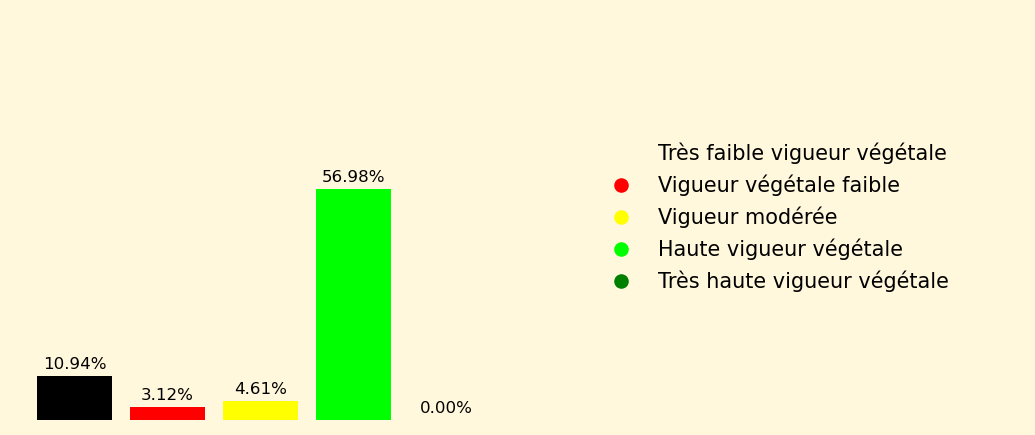 56.98%
10.94%
3.12%
4.61%
0.00%
Très faible vigueur végétale
Vigueur végétale faible
Vigueur modérée
Haute vigueur végétale
Très haute vigueur végétale